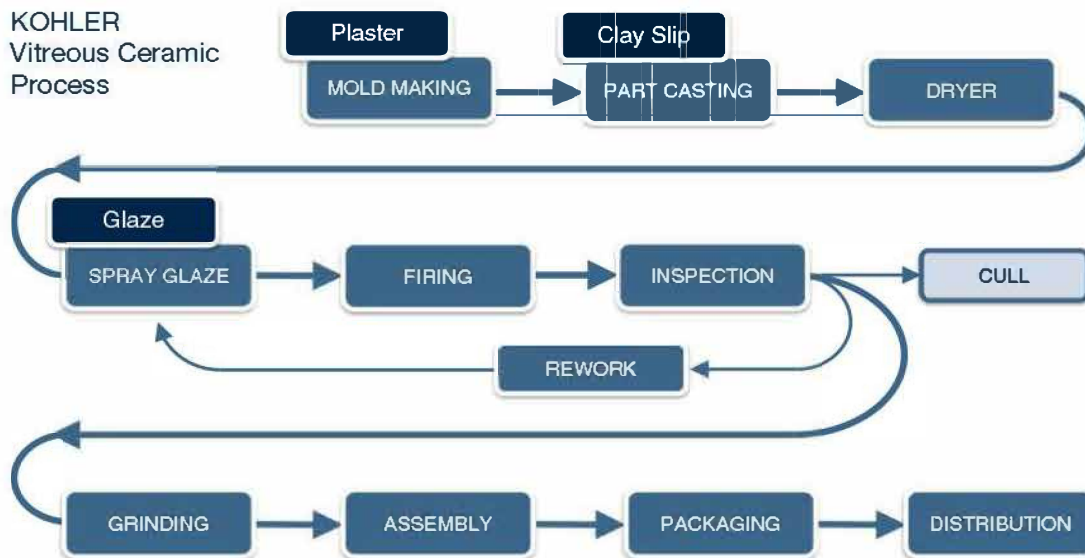 KOHLER
Vitreous Ceramic
Process
Plaster
MOLD MAKING
Clay Slip
PART CASTING
DRYER
Glaze
SPRAY GLAZE
FIRING
INSPECTION
CULL
REWORK
GRINDING
ASSEMBLY
PACKAGING
DISTRIBUTION